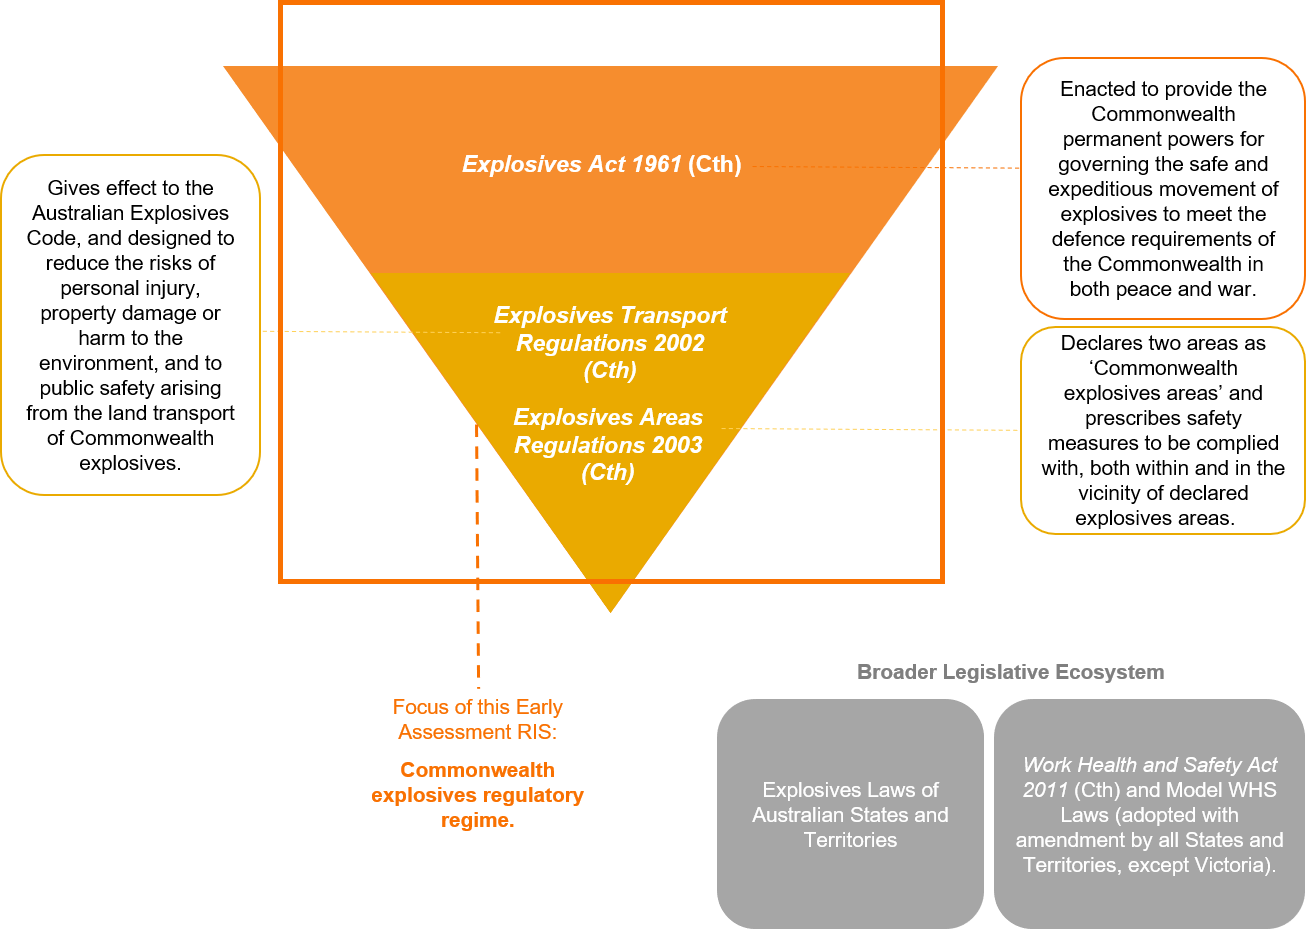 Explosives Act 1961 (Cth)
Enacted to provide the
Commonwealth
permanent powers for
governing the safe and
expeditious movement of
explosives to meet the
defence requirements of
the Commonwealth in
both peace and war.
Gives effect to the
Australian Explosives
Code, and designed to
reduce the risks of
personal injury,
property damage or
harm to the
environment, and to
public safety arising
from the land transport
of Commonwealth
explosives.
Explosives Transport
Regulations 2002
(Cth)
Explosives Areas
Regulations 2003
(Cth)
Declares two areas as
‘Commonwealth
explosives areas’ and
prescribes safety
measures to be complied
with, both within and in the
vicinity of declared
explosives areas.
Focus of this Early
Assessment RIS:
Commonwealth
explosives regulatory
regime.
Broader Legislative Ecosystem
Explosives Laws of
Australian States and
Territories
Work Health and Safety Act
2011 (Cth) and Model WHS
Laws (adopted with
amendment by all States and
Territories, except Victoria).